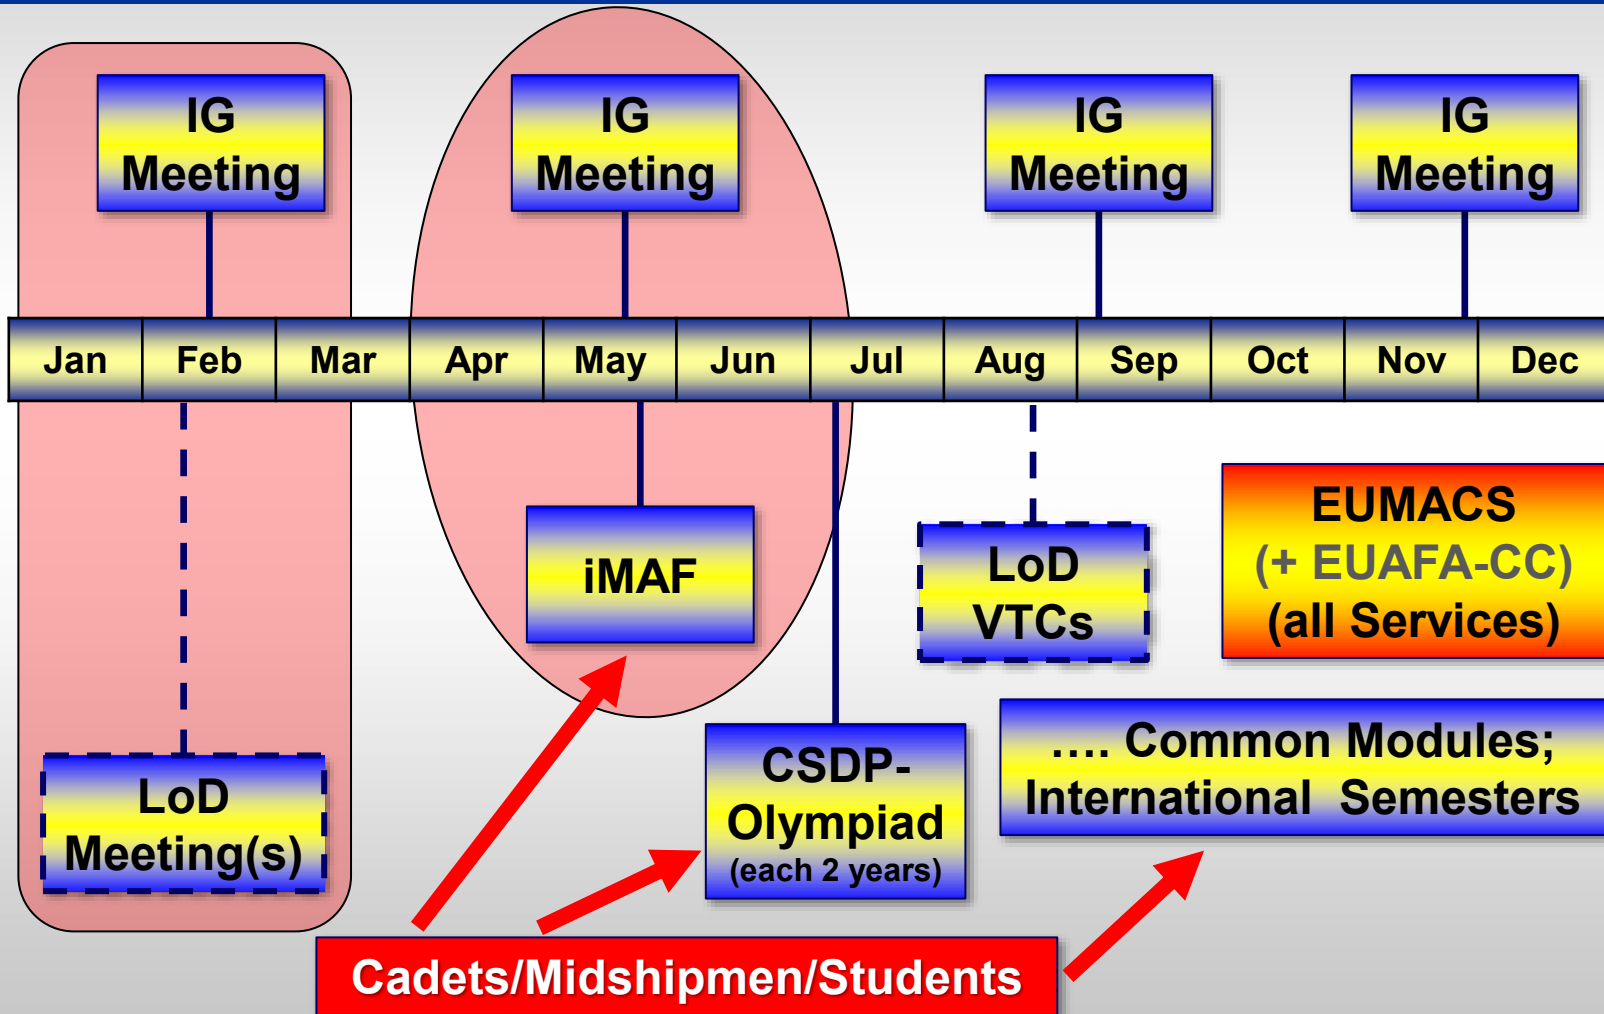 IG
Meeting
IG
Meeting
IG
Meeting
IG
Meeting
Jan Feb Mar Apr May Jun Jul Aug Sep Oct Nov Dec
iMAF
LoD
VTCs
EUMACS
(+ EUAFA-CC)
(all Services)
LoD
Meeting(s)
CSDP-
Olympiad
(each 2 years)
.... Common Modules;
International Semesters
Cadets/Midshipmen/Students